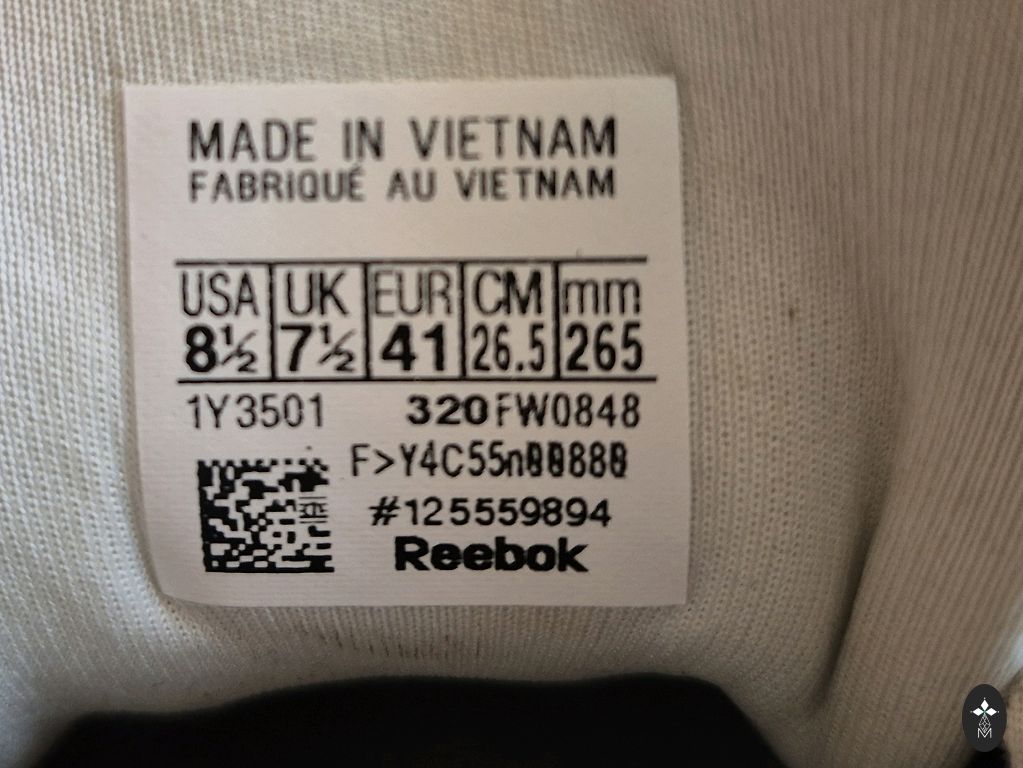 MADE IN VIETNAM
FABRIQUÉ AU VIETNAM
USA UK EUR CM mm
8½ 7½ 41 26.5 265
1Y3501 320FW0848
#125559894
Reebok
M